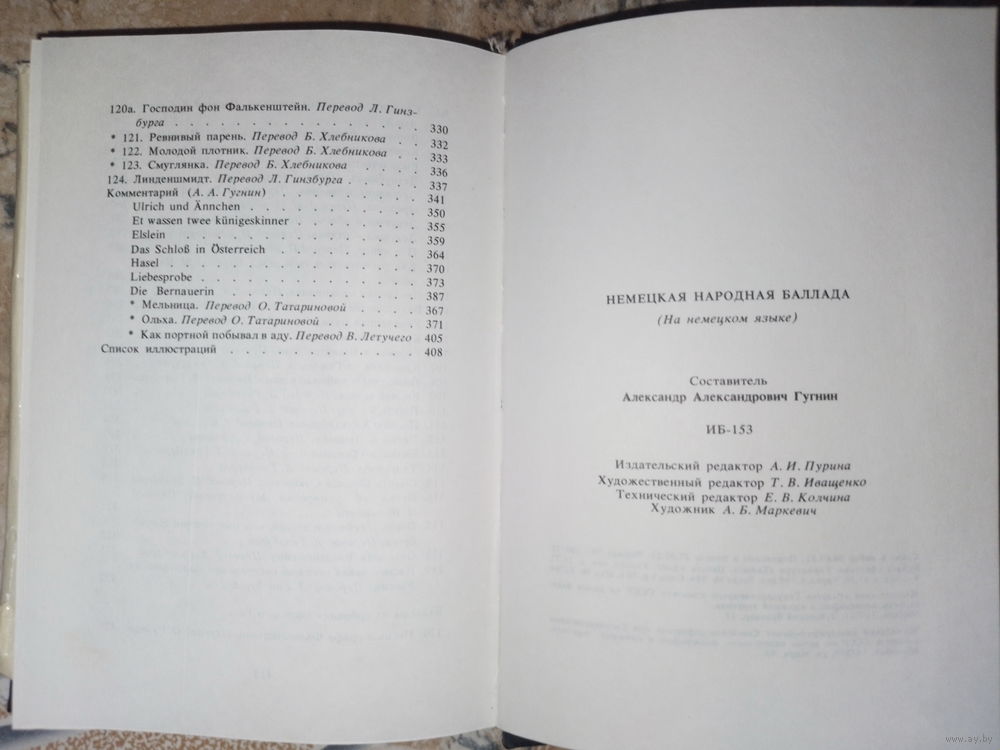 120а. Господин фон Фалькенштейн. Перевод Л. Гинз-
бурга . . . . . . . . . . . . . . . 330
* 121. Ревнивый парень. Перевод Б. Хлебникова . . 332
* 122. Молодой плотник. Перевод Б. Хлебникова . . 333
* 123. Смуглянка. Перевод Б. Хлебникова . . . . 336
124. Линденшмидт. Перевод Л. Гинзбурга . . . . 337
Комментарий (А. А. Гугнин) . . . . . . . . 341
Ulrich und Ännchen . . . . . . . . . . 350
Et wassen twee künigeskinner . . . . . . . 355
Elslein . . . . . . . . . . . . . . 359
Das Schloß in Österreich . . . . . . . . 364
Hasel . . . . . . . . . . . . . . 370
Liebesprobe . . . . . . . . . . . . 373
Die Bernauerin . . . . . . . . . . . 387
* Мельница. Перевод О. Татариновой . . . . 367
* Ольха. Перевод О. Татариновой . . . . . 371
* Как портной побывал в аду. Перевод В. Летучего 405
Список иллюстраций . . . . . . . . . . . 408
НЕМЕЦКАЯ НАРОДНАЯ БАЛЛАДА
(На немецком языке)
Составитель
Александр Александрович Гугнин
ИБ-153
Издательский редактор А. И. Пурина
Художественный редактор Т. В. Иващенко
Технический редактор Е. В. Колчина
Художник А. Б. Маркевич
www.ay.by